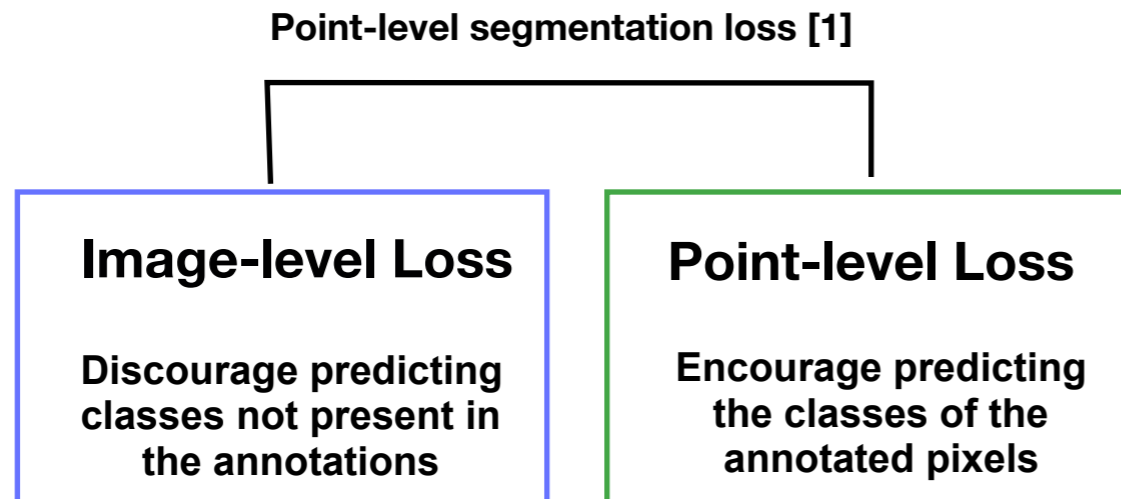 Point-level segmentation loss [1]
Image-level Loss
Discourage predicting
classes not present in
the annotations
Point-level Loss
Encourage predicting
the classes of the
annotated pixels